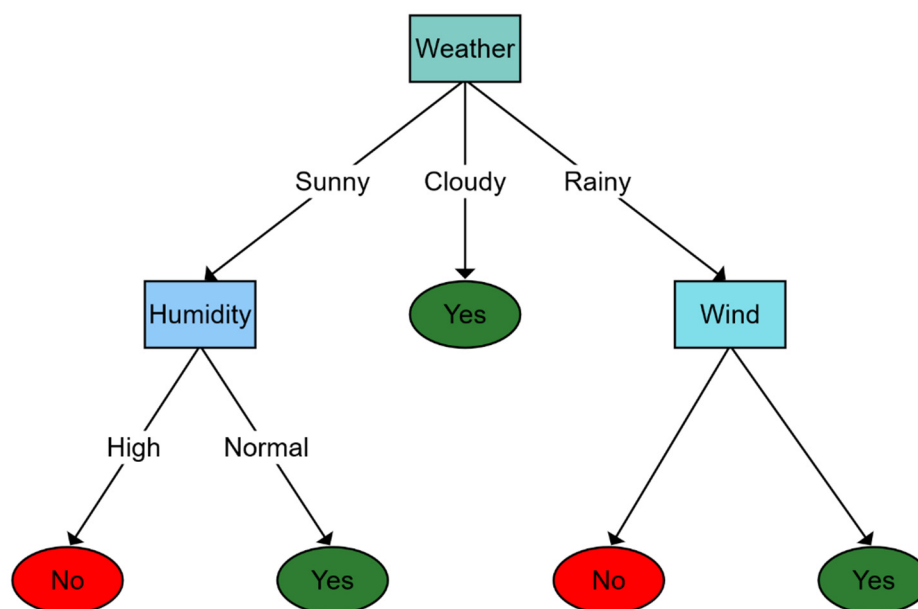 Weather
Sunny
Cloudy
Rainy
Humidity
Yes
Wind
High
Normal
No
Yes
No
Yes